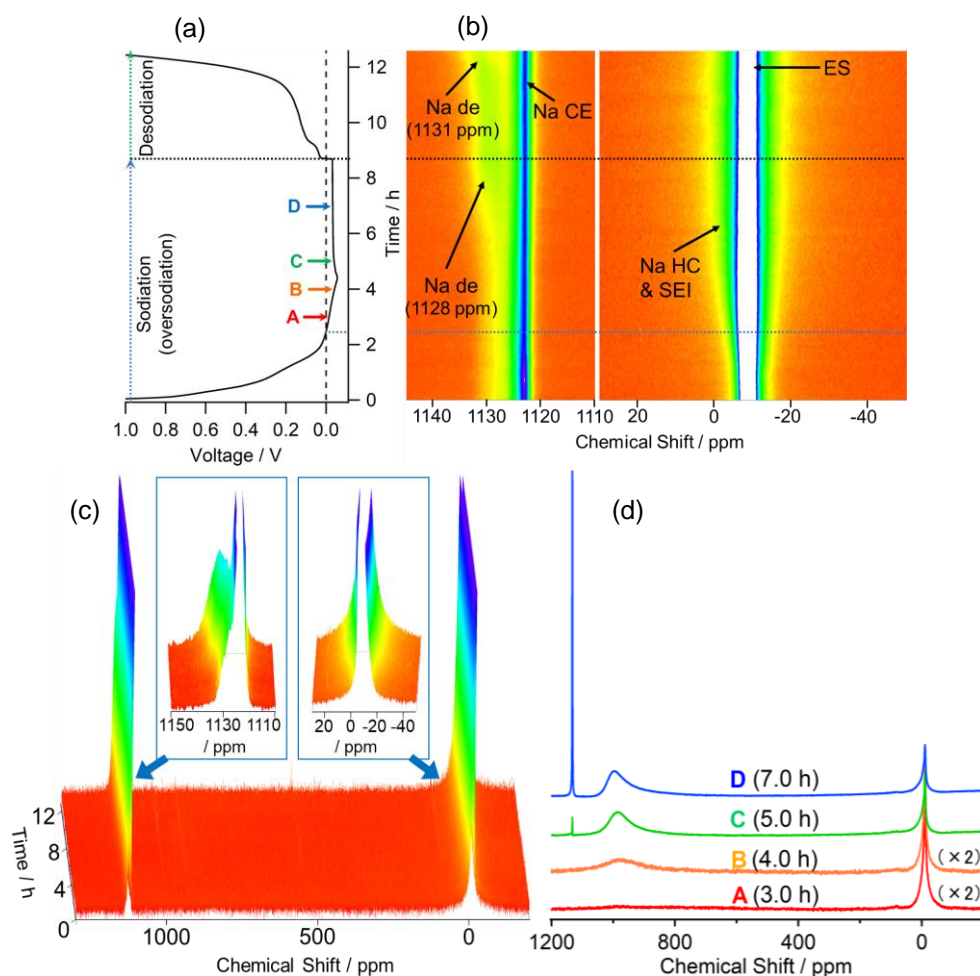 (a)
(b)
Desodiation
Sodiation
(oversodiation)
D
C
B
A
12
10
8
6
4
2
0
Time / h
1.0 0.8 0.6 0.4 0.2 0.0
Voltage / V
Na de
(1131 ppm)
Na CE
Na de
(1128 ppm)
ES
Na HC
& SEI
1140 1130 1120 1110
20 0 -20 -40
Chemical Shift / ppm
(c)
(d)
1150 1130 1110
/ ppm
20 0 -20 -40
/ ppm
12
8
4
0
Time / h
1000 500 0
Chemical Shift / ppm
D (7.0 h)
C (5.0 h)
B (4.0 h) (×2)
A (3.0 h) (×2)
1200 800 400 0
Chemical Shift / ppm